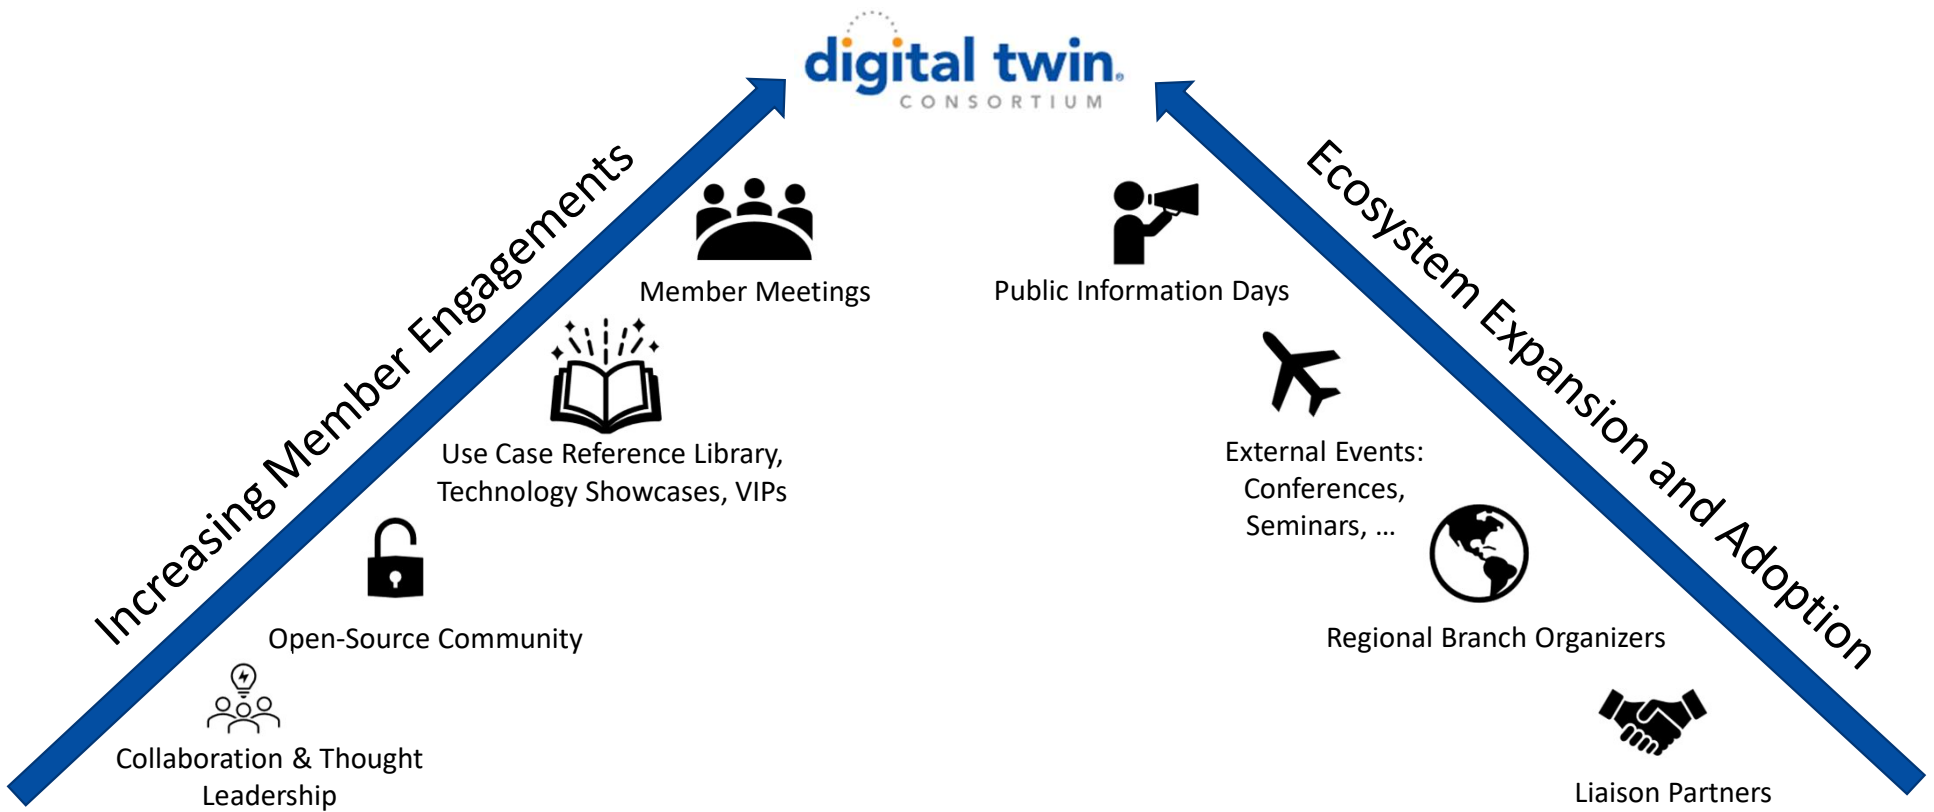 digital twin®
CONSORTIUM
Increasing Member Engagements
Ecosystem Expansion and Adoption
Member Meetings
Public Information Days
Use Case Reference Library,
Technology Showcases, VIPs
External Events:
Conferences,
Seminars, ...
Open-Source Community
Regional Branch Organizers
Collaboration & Thought
Leadership
Liaison Partners